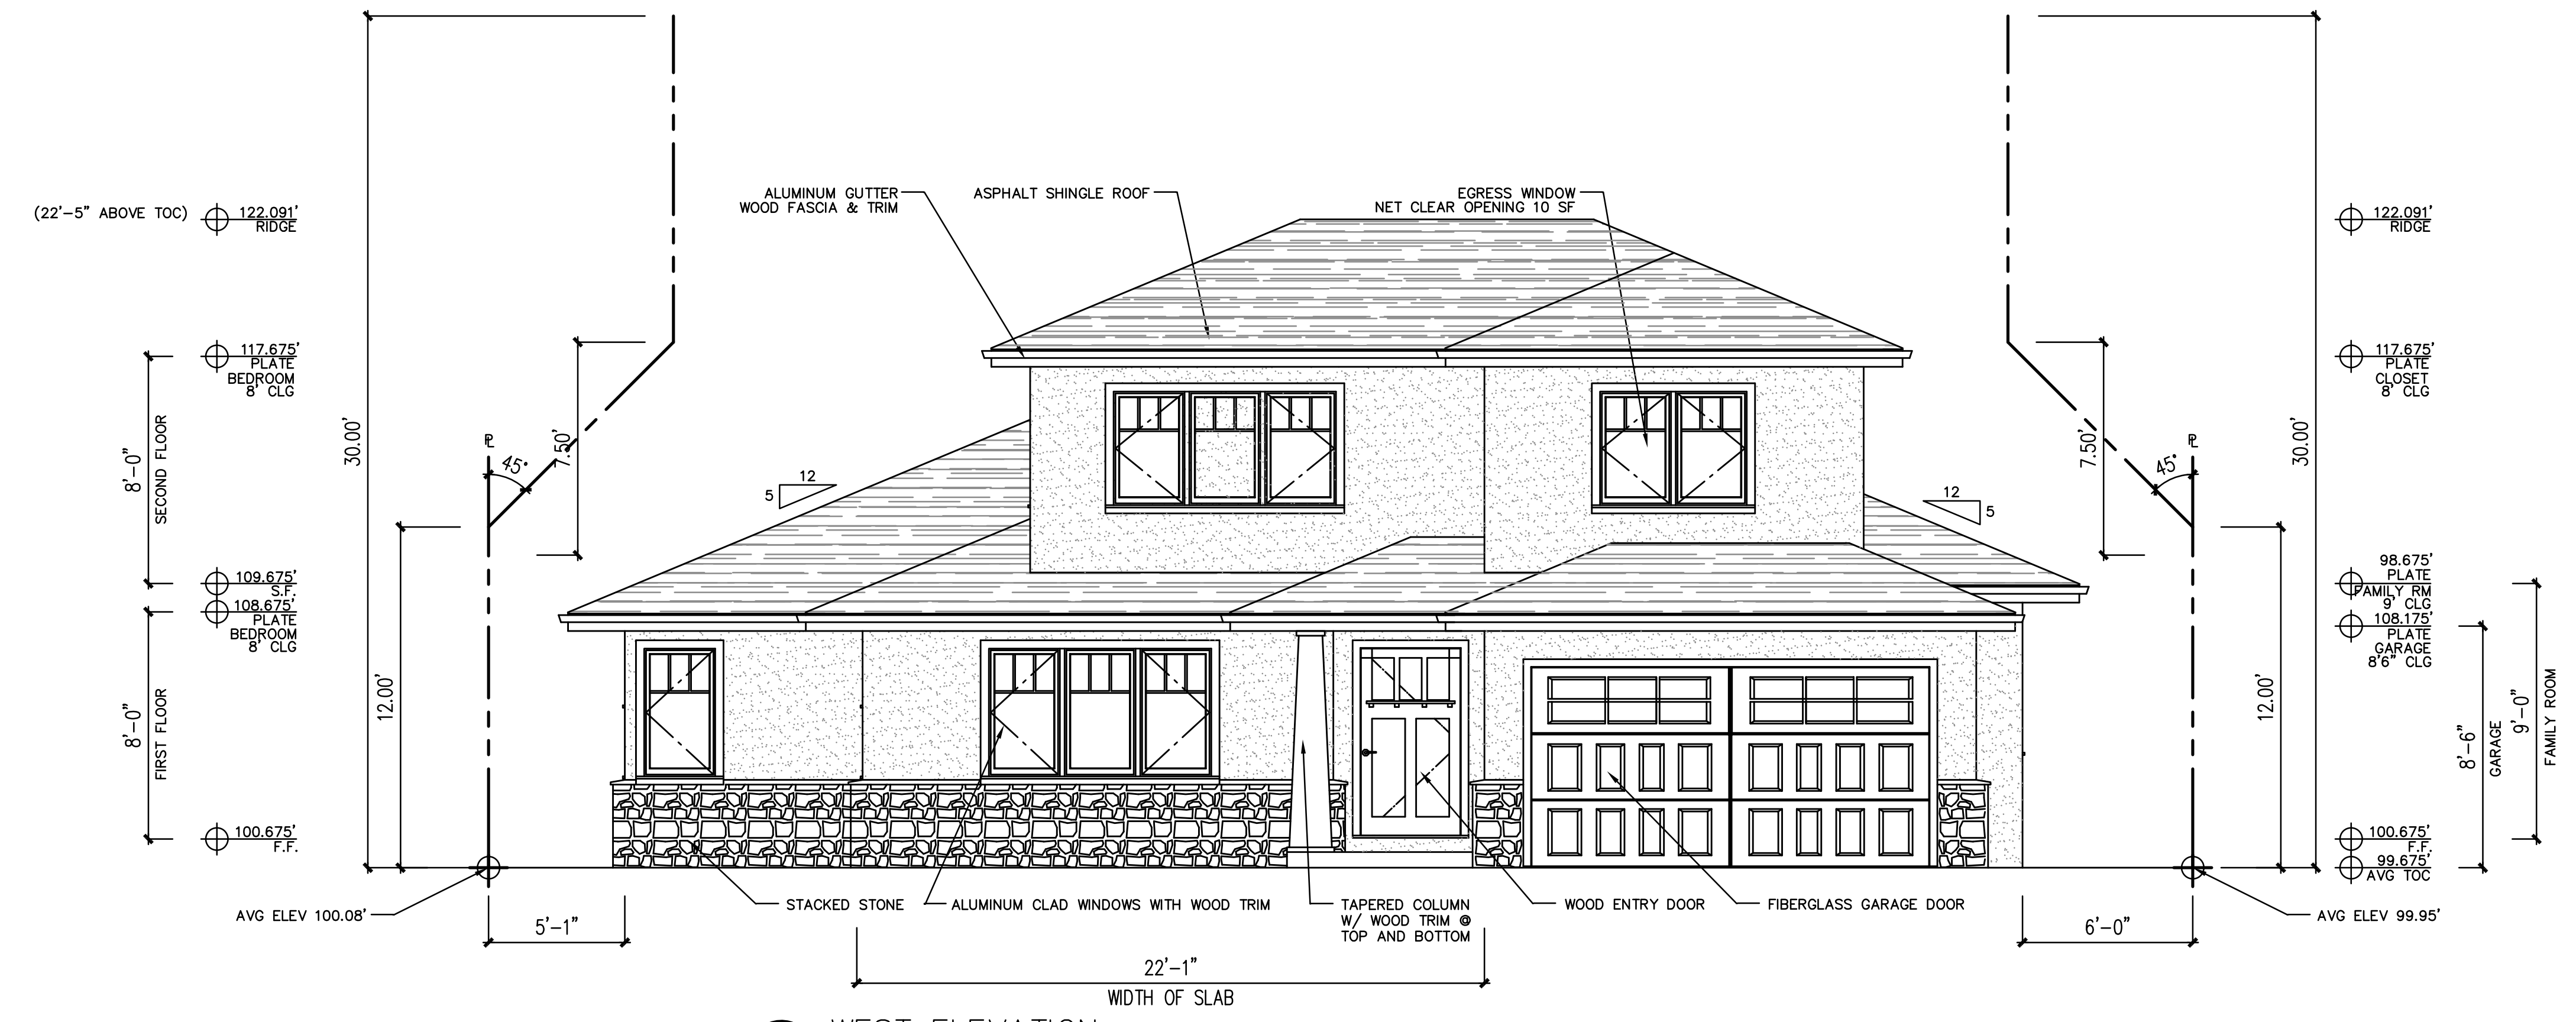 (22'-5" ABOVE TOC)
122.091'
RIDGE
117.675'
PLATE
BEDROOM
8' CLG
8'-0"
SECOND FLOOR
109.675'
S.F.
108.675'
PLATE
BEDROOM
8' CLG
8'-0"
FIRST FLOOR
100.675'
F.F.
30.00'
12.00'
45°
7.50'
AVG ELEV 100.08'
5'-1"
ALUMINUM GUTTER
WOOD FASCIA & TRIM
ASPHALT SHINGLE ROOF
EGRESS WINDOW
NET CLEAR OPENING 10 SF
12
5
12
5
STACKED STONE
ALUMINUM CLAD WINDOWS WITH WOOD TRIM
TAPERED COLUMN
W/ WOOD TRIM @
TOP AND BOTTOM
WOOD ENTRY DOOR
FIBERGLASS GARAGE DOOR
22'-1"
WIDTH OF SLAB
WEST ELEVATION
7.50'
45°
12.00'
30.00'
6'-0"
AVG ELEV 99.95'
122.091'
RIDGE
117.675'
PLATE
CLOSET
8' CLG
98.675'
PLATE
FAMILY RM
9' CLG
108.175'
PLATE
GARAGE
8'6" CLG
100.675'
F.F.
99.675'
AVG TOC
8'-6"
GARAGE
9'-0"
FAMILY ROOM